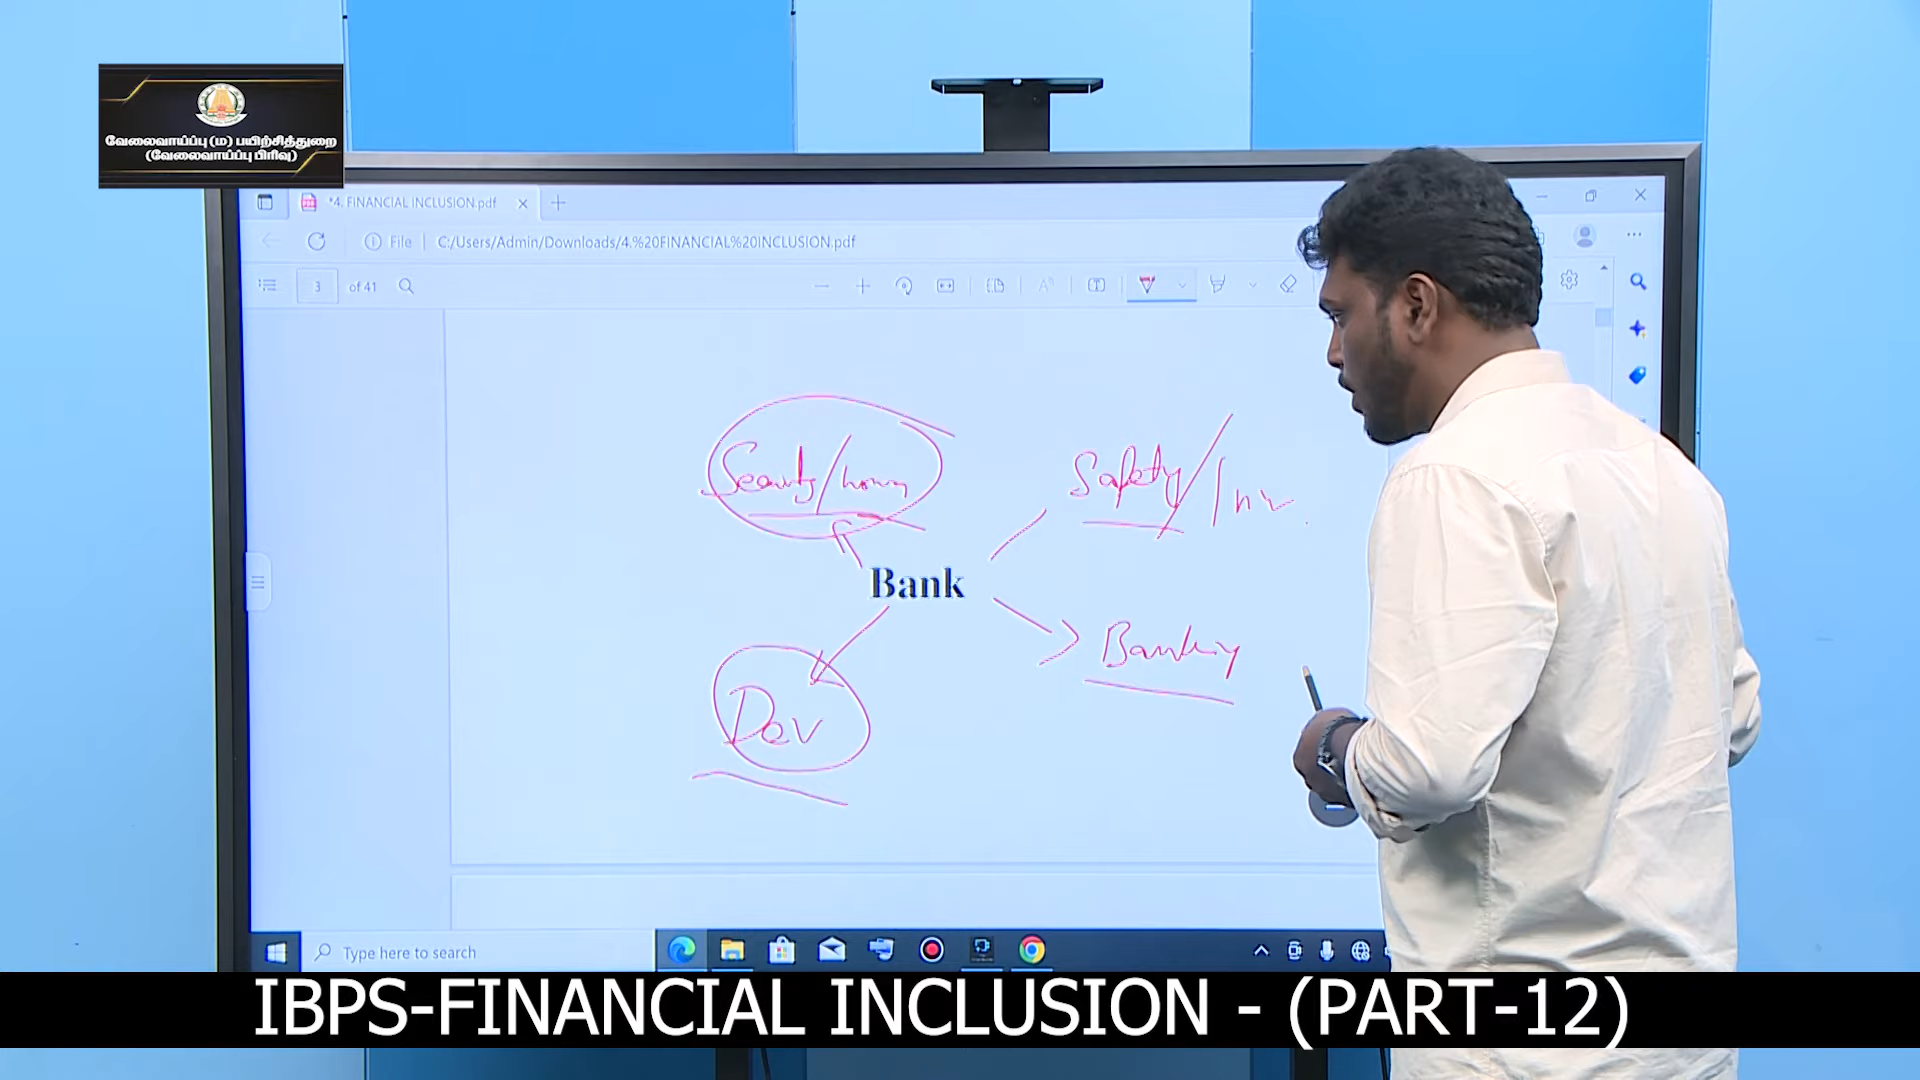 வேலைவாய்ப்பு (ம) பயிற்சித்துறை
(வேலைவாய்ப்பு பிரிவு)
*4. FINANCIAL INCLUSION.pdf
File
C:/Users/Admin/Downloads/4.%20FINANCIAL%20INCLUSION.pdf
3 of 41
Safety/Inv.
Bank
Banking
Dev
Type here to search
IBPS-FINANCIAL INCLUSION - (PART-12)